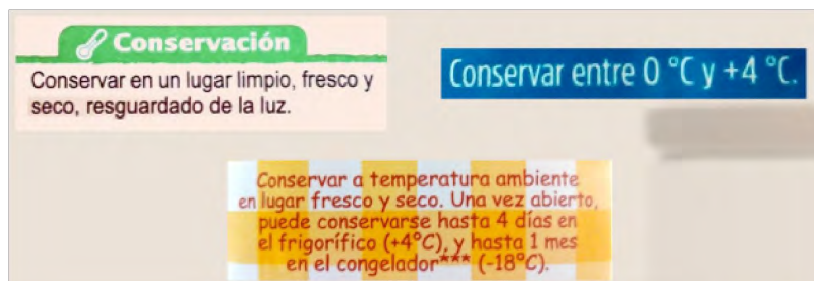 Conservación
Conservar en un lugar limpio, fresco y
seco, resguardado de la luz.
Conservar entre 0 °C y +4 °C.
Conservar a temperatura ambiente
en lugar fresco y seco. Una vez abierto,
puede conservarse hasta 4 días en
el frigorífico (+4°C), y hasta 1 mes
en el congelador*** (-18°C).